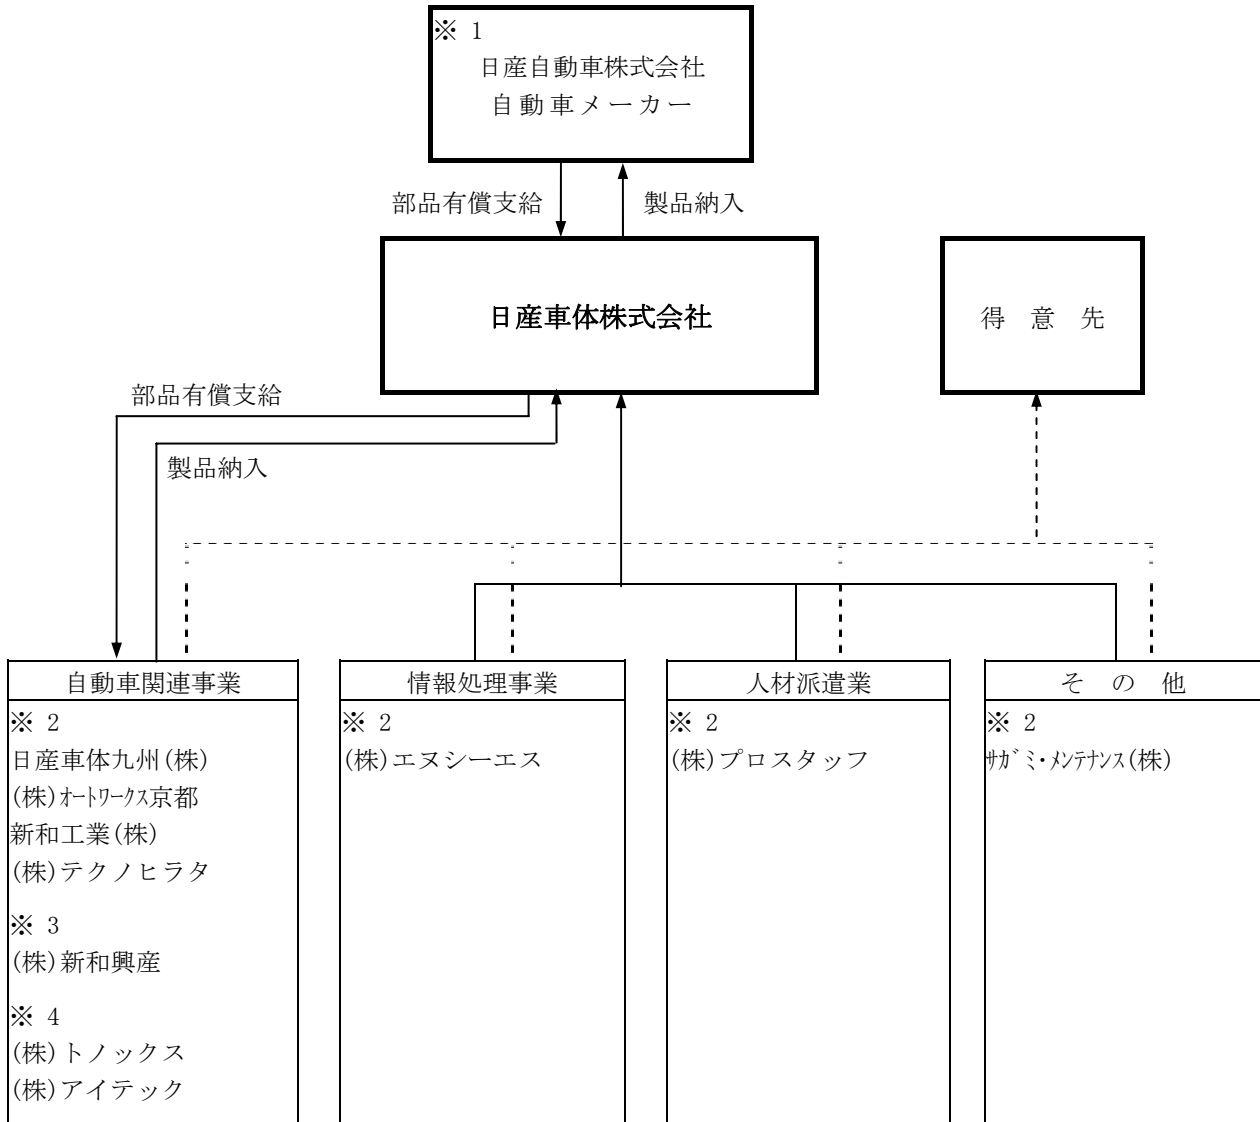 ※ 1
日産自動車株式会社
自動車メーカー
部品有償支給
製品納入
日産車体株式会社
得 意 先
部品有償支給
製品納入
自動車関連事業
※ 2
日産車体九州(株)
(株)ｵｰﾄﾜｰｸｽ京都
新和工業(株)
(株)テクノヒラタ
※ 3
(株)新和興産
※ 4
(株)トノックス
(株)アイテック
情報処理事業
※ 2
(株)エヌシーエス
人材派遣業
※ 2
(株)プロスタッフ
そ の 他
※ 2
ｻｶﾞﾐ・ﾒﾝﾃﾅﾝｽ(株)